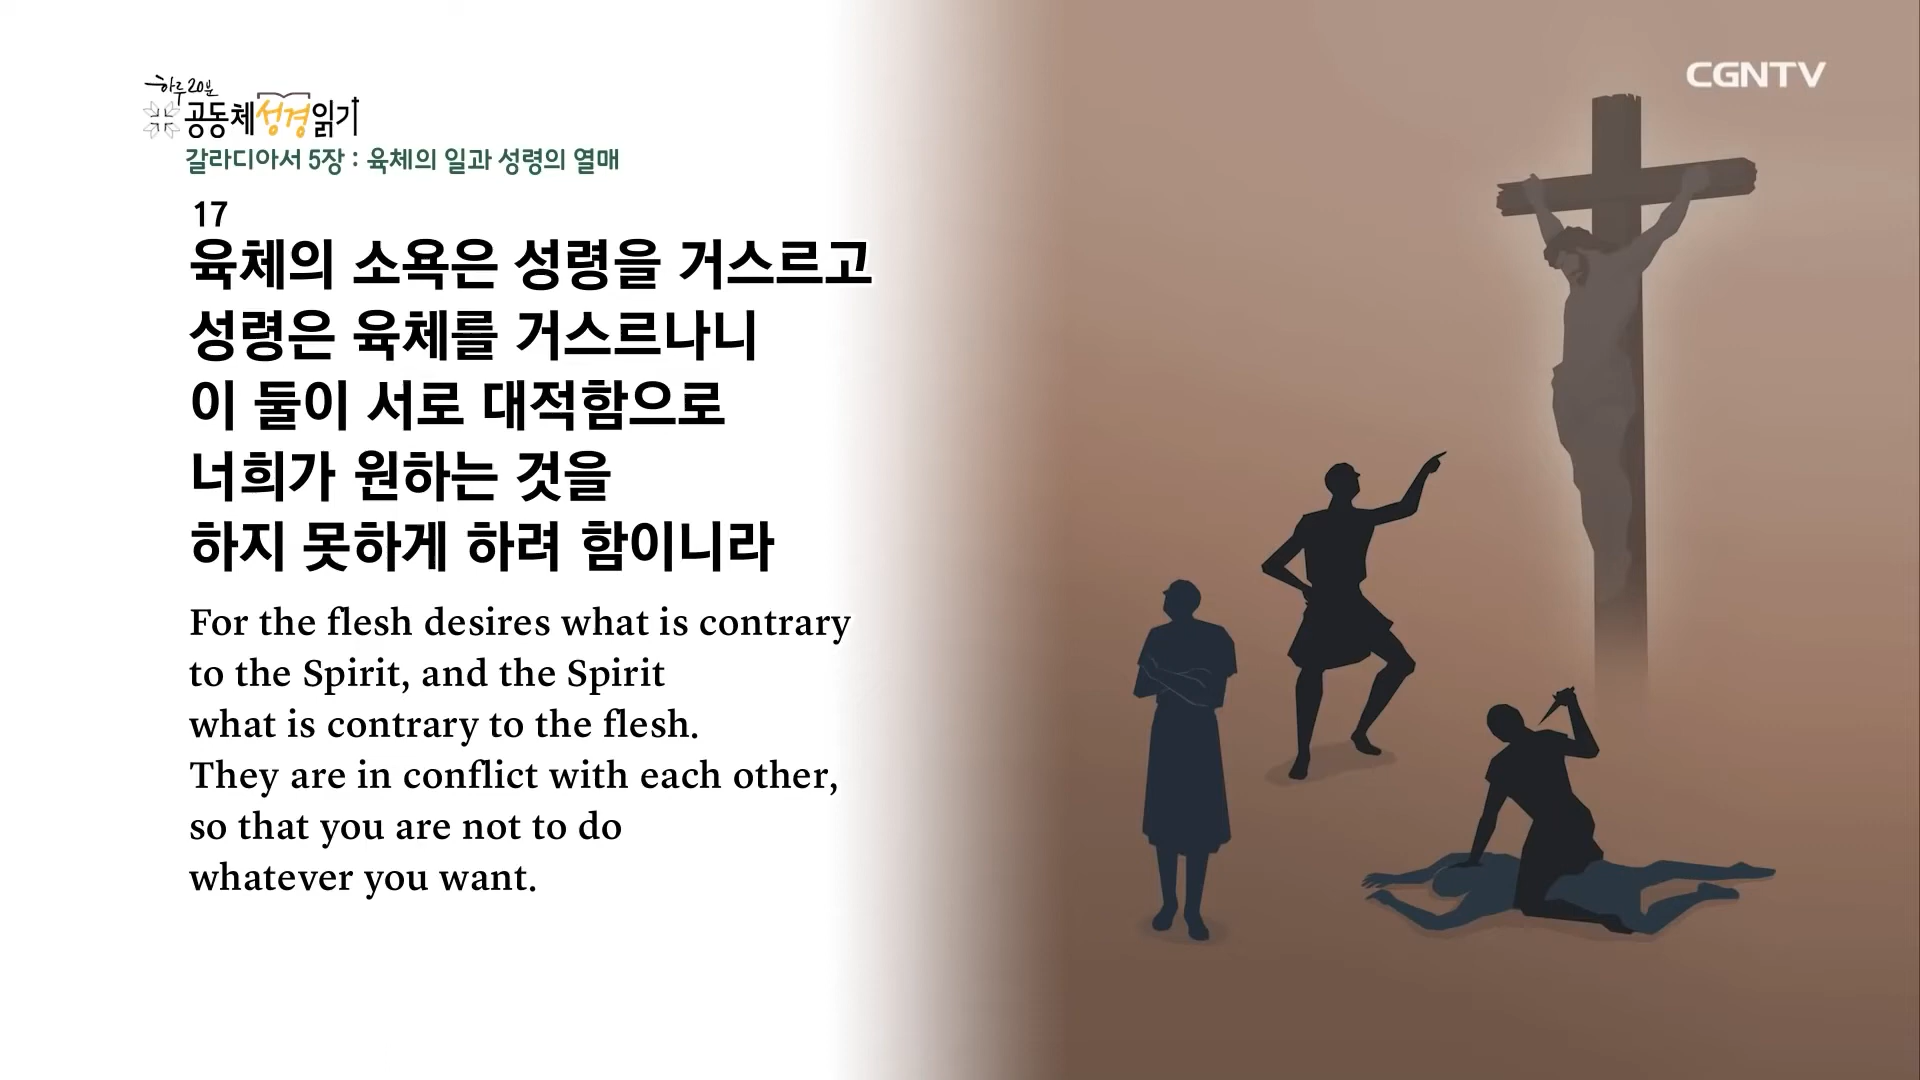 하루 20분
공동체성경읽기
CGNTV
갈라디아서 5장 : 육체의 일과 성령의 열매
17
육체의 소욕은 성령을 거스르고
성령은 육체를 거스르나니
이 둘이 서로 대적함으로
너희가 원하는 것을
하지 못하게 하려 함이니라
For the flesh desires what is contrary
to the Spirit, and the Spirit
what is contrary to the flesh.
They are in conflict with each other,
so that you are not to do
whatever you want.